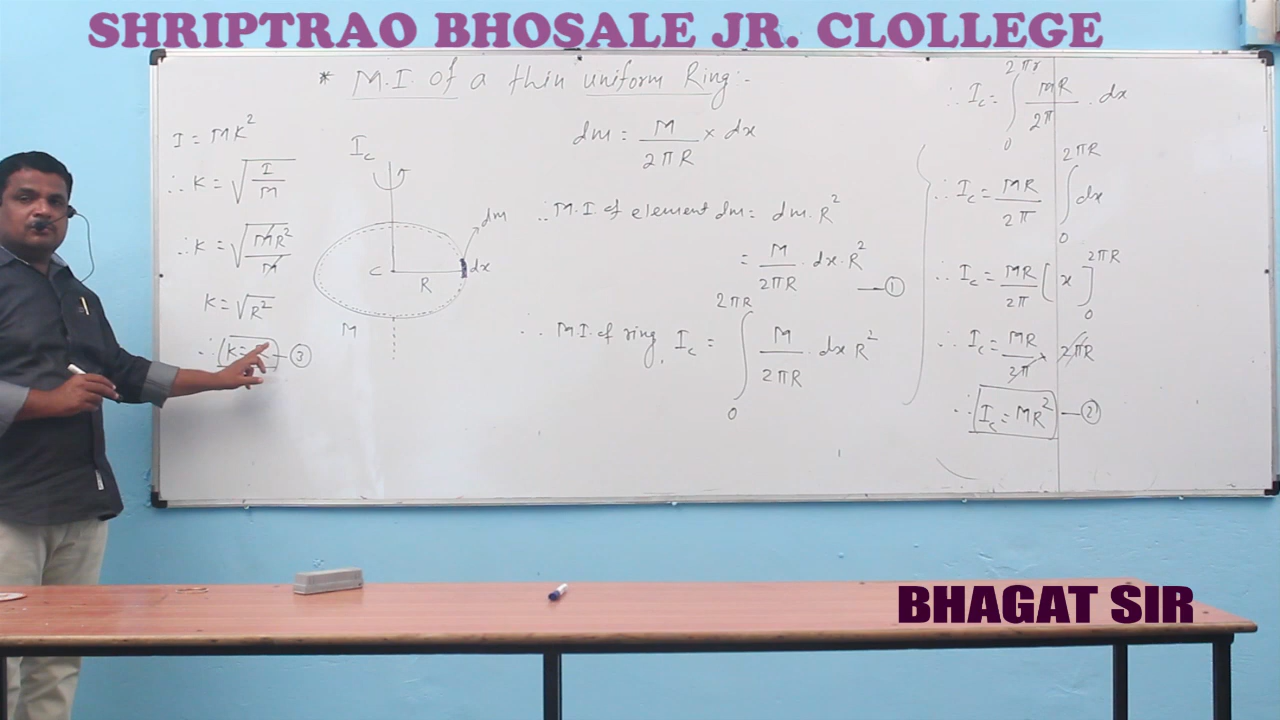 SHRIPTRAO BHOSALE JR. CLOLLEGE
* M.I. of a thin uniform Ring:-
I = MK²
∴ K = √(I/M)
∴ K = √(MR²/M)
K = √R²
∴ K = ③
I_c
dm
C
R
dx
M
dm = M/2πR × dx
∴ M.I. of element dm = dm. R²
= M/2πR . dx. R² — ①
∴ M.I. of ring, I_c = ∫₀^2πR M/2πR . dx R²
∴ I_c = ∫₀^2πr MR/2π . dx
∴ I_c = MR/2π ∫₀^2πR dx
∴ I_c = MR/2π [x]₀^2πR
∴ I_c = MR/2π × 2πR
∴ I_c = MR² — ②
BHAGAT SIR